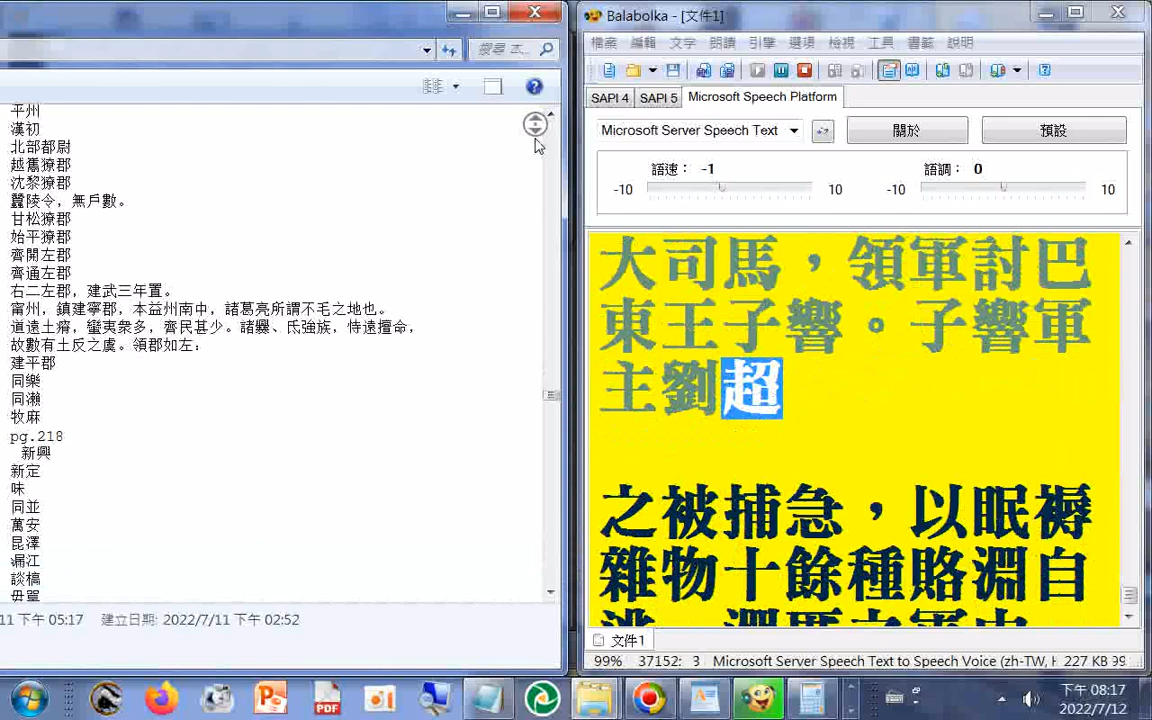 搜尋 本...
平州
漢初
北部都尉
越巂獠郡
沈黎獠郡
蠶陵令，無戶數。
甘松獠郡
始平獠郡
齊開左郡
齊通左郡
右二左郡，建武三年置。
甯州，鎮建寧郡，本益州南中，諸葛亮所謂不毛之地也。
道遠土瘠，蠻夷衆多，齊民甚少。諸爨、氐強族，恃遠擅命，
故數有土反之虞。領郡如左：
建平郡
同樂
同瀨
牧麻
pg.218
新興
新定
味
同並
萬安
昆澤
漏江
談槁
毋單
11 下午 05:17 建立日期: 2022/7/11 下午 02:52
Balabolka - [文件1]
檔案 編輯 文字 朗讀 引擎 選項 檢視 工具 書籤 說明
SAPI 4 SAPI 5 Microsoft Speech Platform
Microsoft Server Speech Text 關於 預設
語速： -1 語調： 0
-10 10 -10 10
大司馬，領軍討巴
東王子響。子響軍
主劉超
之被捕急，以眠褥
雜物十餘種賂淵自
文件1
99% 37152: 3 Microsoft Server Speech Text to Speech Voice (zh-TW, H 227 KB 99
下午 08:17
2022/7/12